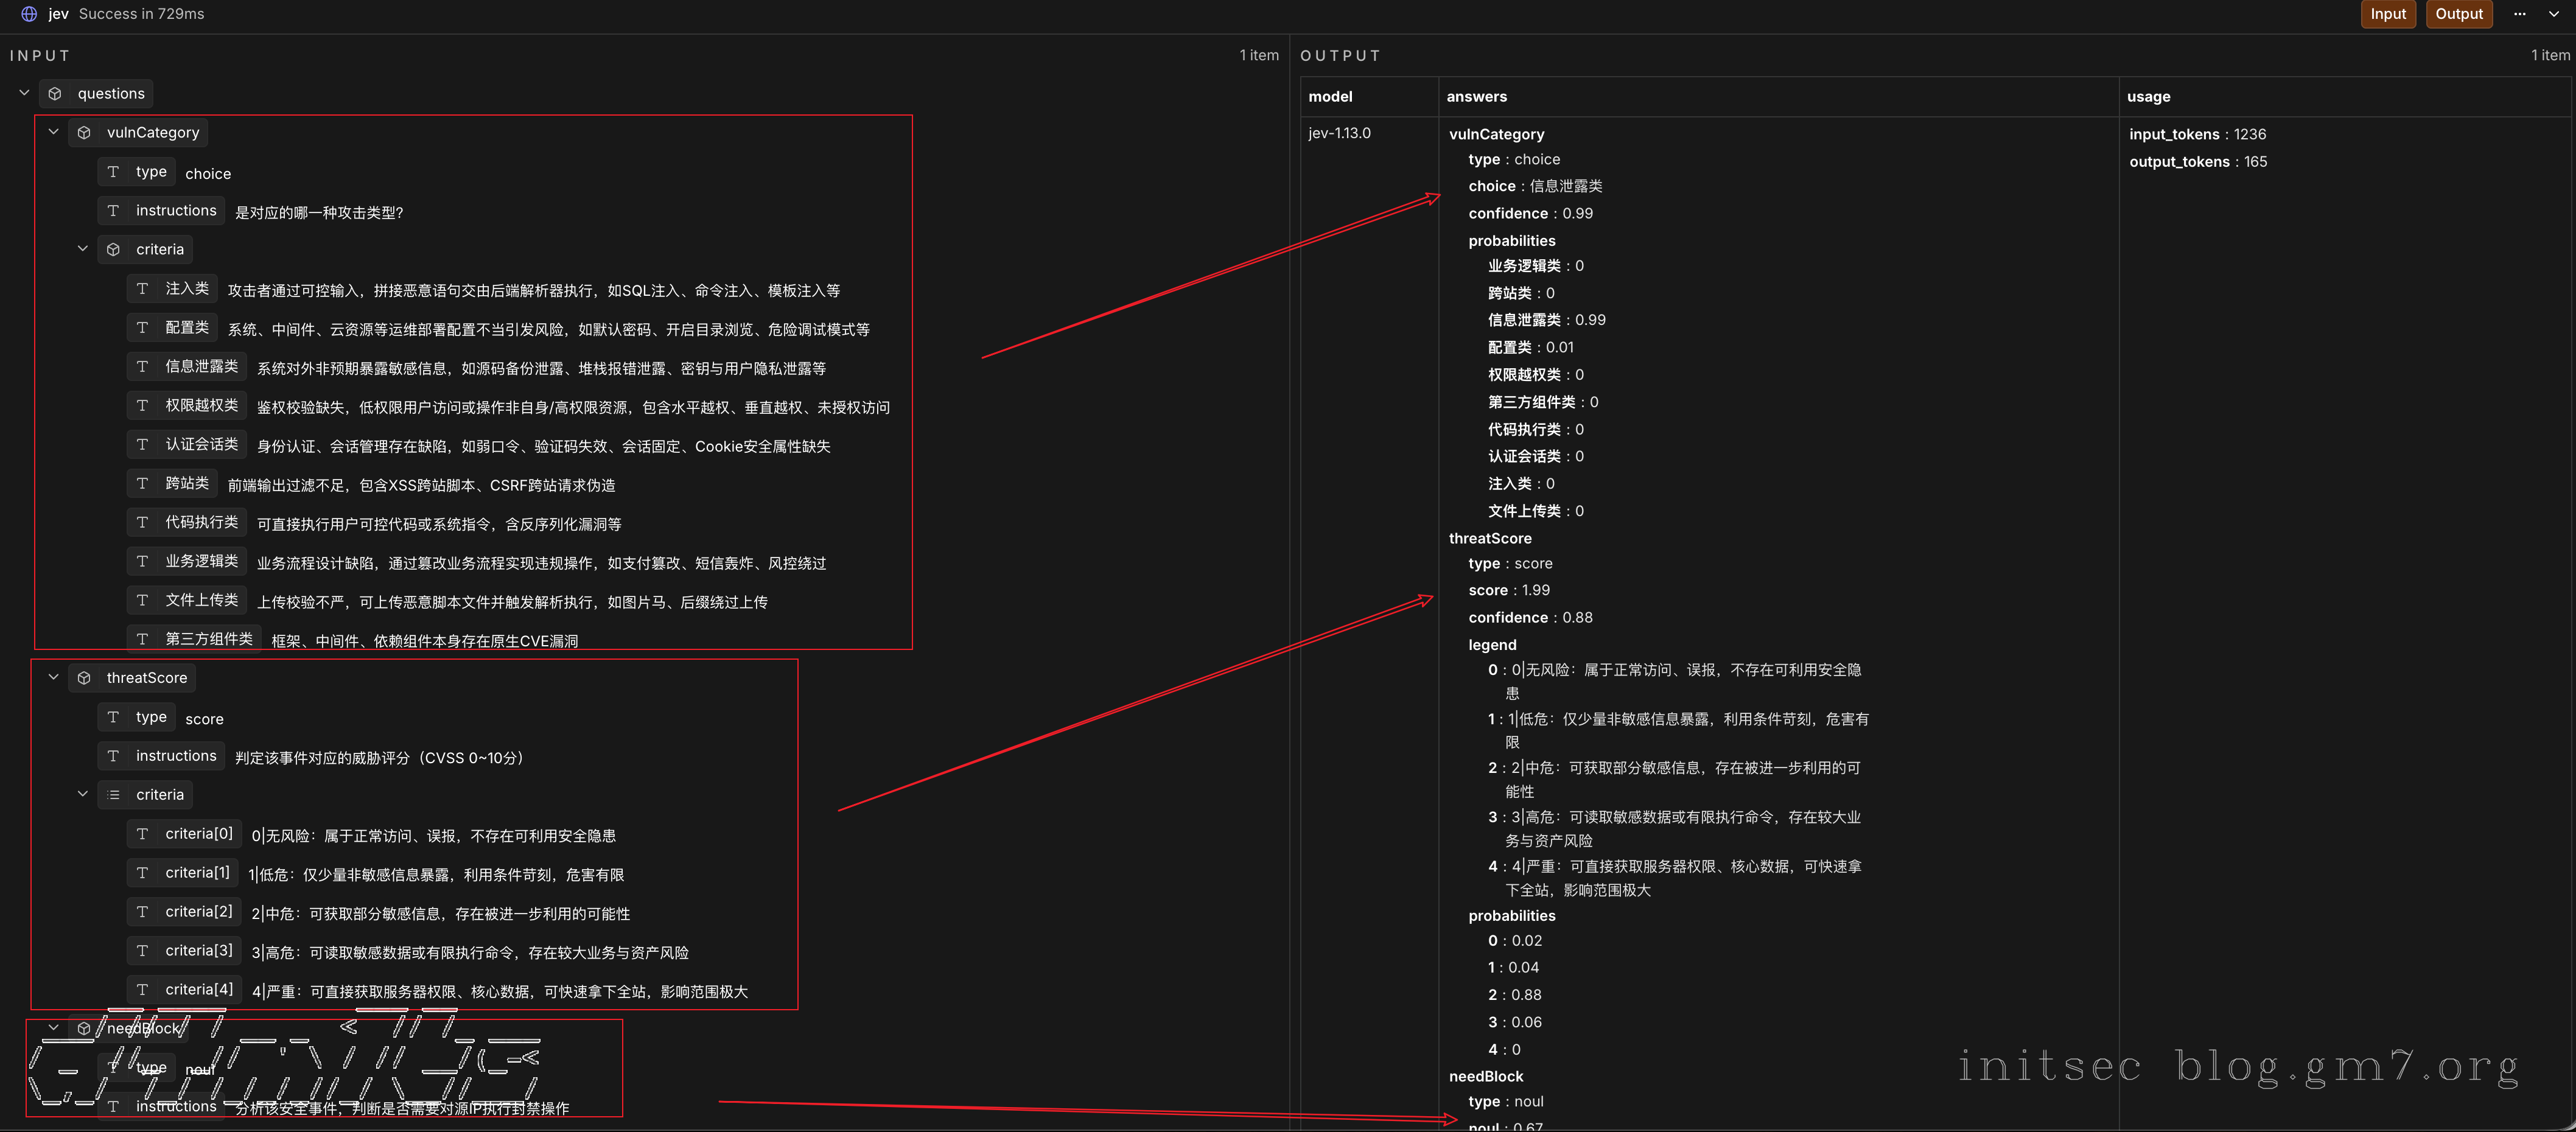 jev Success in 729ms
Input Output
INPUT 1 item
questions
vulnCategory
type choice
instructions 是对应的哪一种攻击类型?
criteria
注入类 攻击者通过可控输入，拼接恶意语句交由后端解析器执行，如SQL注入、命令注入、模板注入等
配置类 系统、中间件、云资源等运维部署配置不当引发风险，如默认密码、开启目录浏览、危险调试模式等
信息泄露类 系统对外非预期暴露敏感信息，如源码备份泄露、堆栈报错泄露、密钥与用户隐私泄露等
权限越权类 鉴权校验缺失，低权限用户访问或操作非自身/高权限资源，包含水平越权、垂直越权、未授权访问
认证会话类 身份认证、会话管理存在缺陷，如弱口令、验证码失效、会话固定、Cookie安全属性缺失
跨站类 前端输出过滤不足，包含XSS跨站脚本、CSRF跨站请求伪造
代码执行类 可直接执行用户可控代码或系统指令，含反序列化漏洞等
业务逻辑类 业务流程设计缺陷，通过篡改业务流程实现违规操作，如支付篡改、短信轰炸、风控绕过
文件上传类 上传校验不严，可上传恶意脚本文件并触发解析执行，如图片马、后缀绕过上传
第三方组件类 框架、中间件、依赖组件本身存在原生CVE漏洞
threatScore
type score
instructions 判定该事件对应的威胁评分（CVSS 0~10分）
criteria
criteria[0] 0|无风险：属于正常访问、误报，不存在可利用安全隐患
criteria[1] 1|低危：仅少量非敏感信息暴露，利用条件苛刻，危害有限
criteria[2] 2|中危：可获取部分敏感信息，存在被进一步利用的可能性
criteria[3] 3|高危：可读取敏感数据或有限执行命令，存在较大业务与资产风险
criteria[4] 4|严重：可直接获取服务器权限、核心数据，可快速拿下全站，影响范围极大
needBlock
type noul
instructions 分析该安全事件，判断是否需要对源IP执行封禁操作
OUTPUT 1 item
model answers usage
jev-1.13.0
vulnCategory
type : choice
choice : 信息泄露类
confidence : 0.99
probabilities
业务逻辑类 : 0
跨站类 : 0
信息泄露类 : 0.99
配置类 : 0.01
权限越权类 : 0
第三方组件类 : 0
代码执行类 : 0
认证会话类 : 0
注入类 : 0
文件上传类 : 0
threatScore
type : score
score : 1.99
confidence : 0.88
legend
0 : 0|无风险：属于正常访问、误报，不存在可利用安全隐
患
1 : 1|低危：仅少量非敏感信息暴露，利用条件苛刻，危害有
限
2 : 2|中危：可获取部分敏感信息，存在被进一步利用的可
能性
3 : 3|高危：可读取敏感数据或有限执行命令，存在较大业
务与资产风险
4 : 4|严重：可直接获取服务器权限、核心数据，可快速拿
下全站，影响范围极大
probabilities
0 : 0.02
1 : 0.04
2 : 0.88
3 : 0.06
4 : 0
needBlock
type : noul
noul : 0.67
input_tokens : 1236
output_tokens : 165
initsec blog.gm7.org